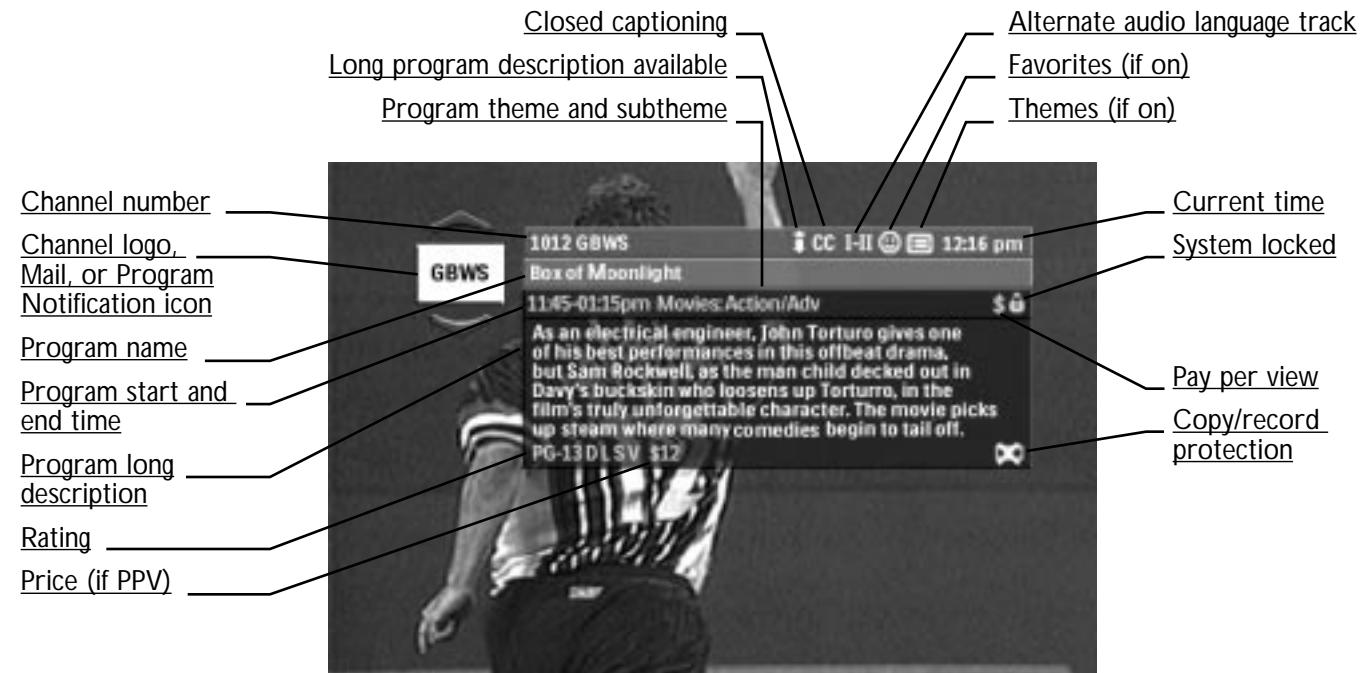 Closed captioning
Long program description available
Program theme and subtheme
Alternate audio language track
Favorites (if on)
Themes (if on)
Channel number
Channel logo,
Mail, or Program
Notification icon
Program name
Program start and
end time
Program long
description
Rating
Price (if PPV)
GBWS
1012 GBWS
i CC I-II 12:16 pm
Box of Moonlight
11:45-01:15pm Movies: Action/Adv
$
As an electrical engineer, John Torturo gives one
of his best performances in this offbeat drama,
but Sam Rockwell, as the man child decked out in
Davy's buckskin who loosens up Torturro, in the
film's truly unforgettable character. The movie picks
up steam where many comedies begin to tail off.
PG-13 D L S V $12
Current time
System locked
Pay per view
Copy/record
protection